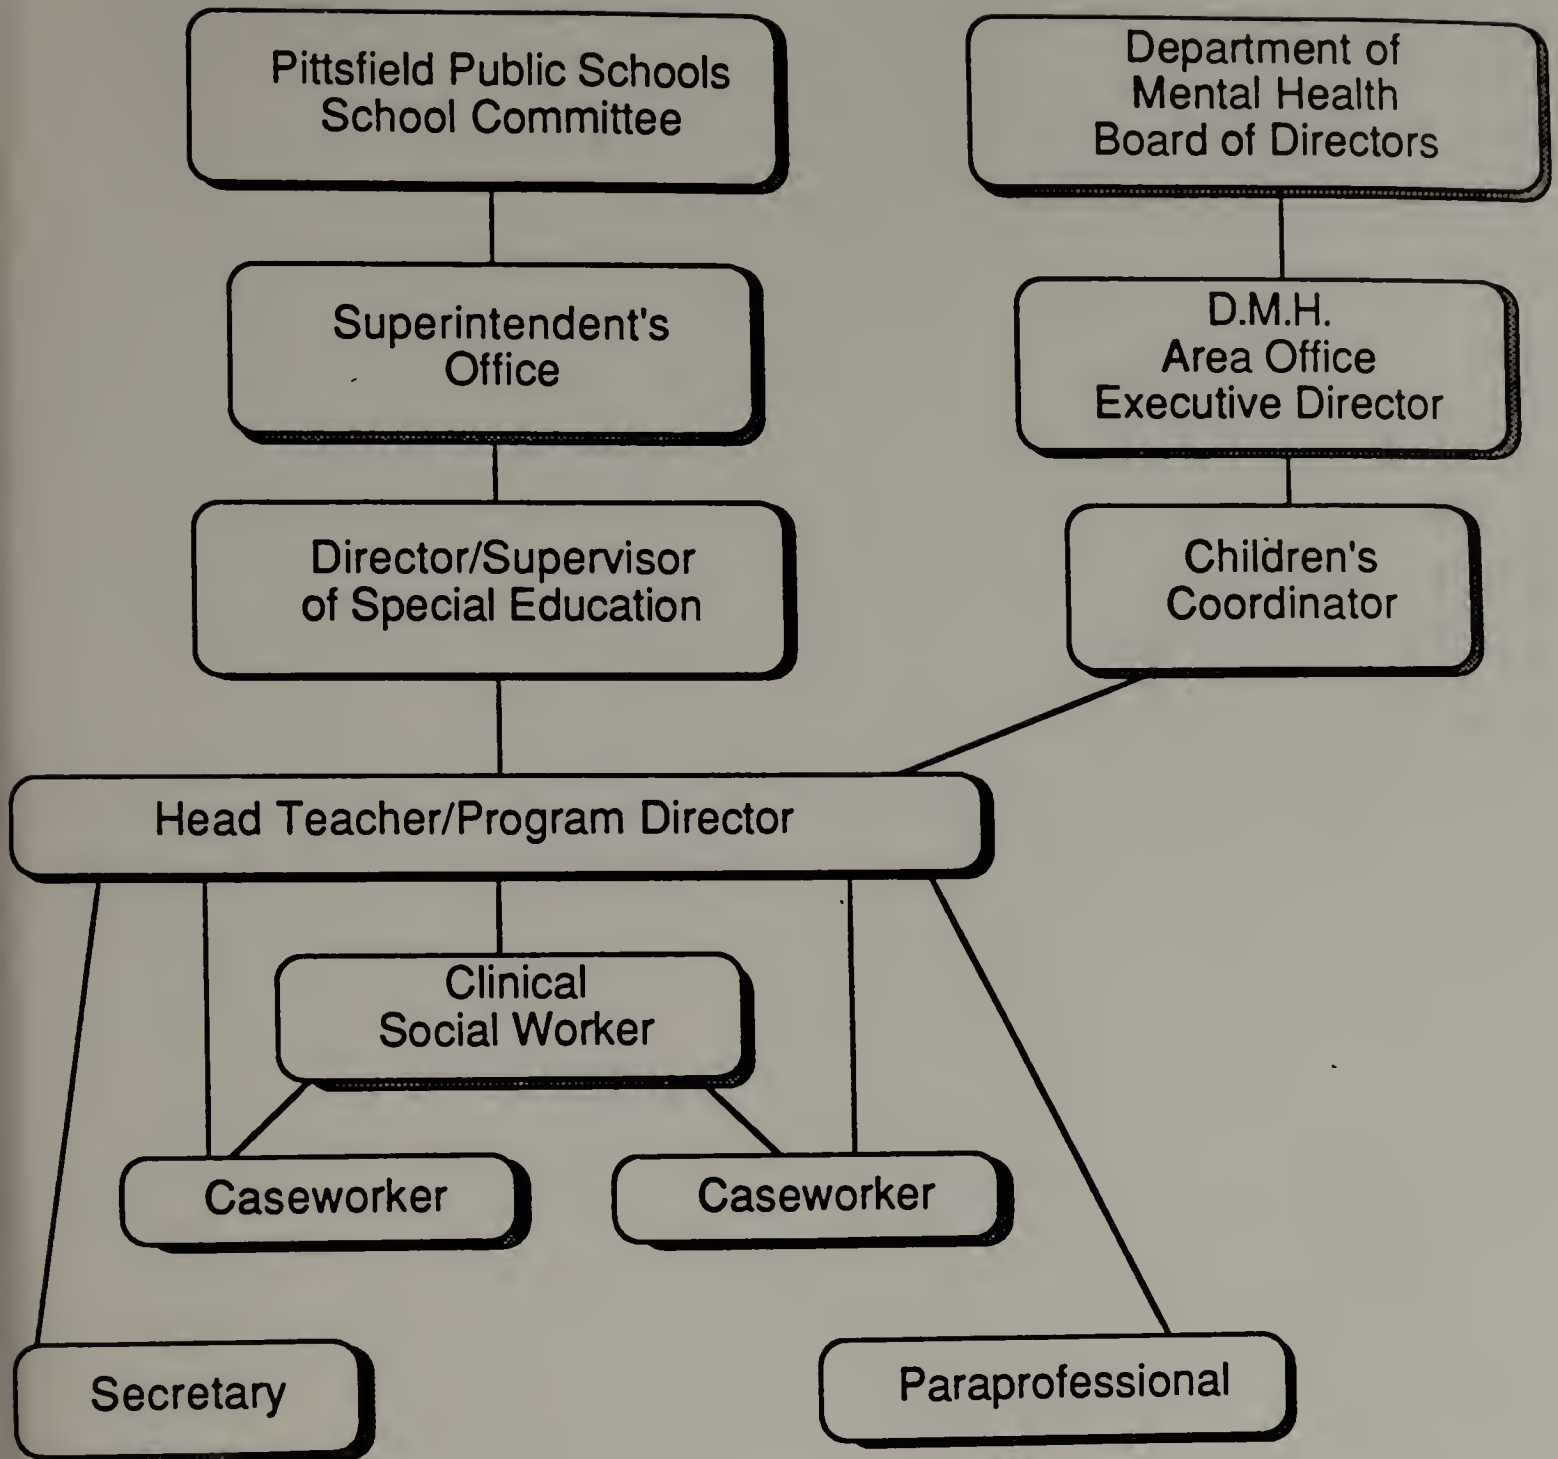 Pittsfield Public Schools
School Committee
Department of
Mental Health
Board of Directors
Superintendent's
Office
D.M.H.
Area Office
Executive Director
Director/Supervisor
of Special Education
Children's
Coordinator
Head Teacher/Program Director
Clinical
Social Worker
Caseworker
Caseworker
Secretary
Paraprofessional